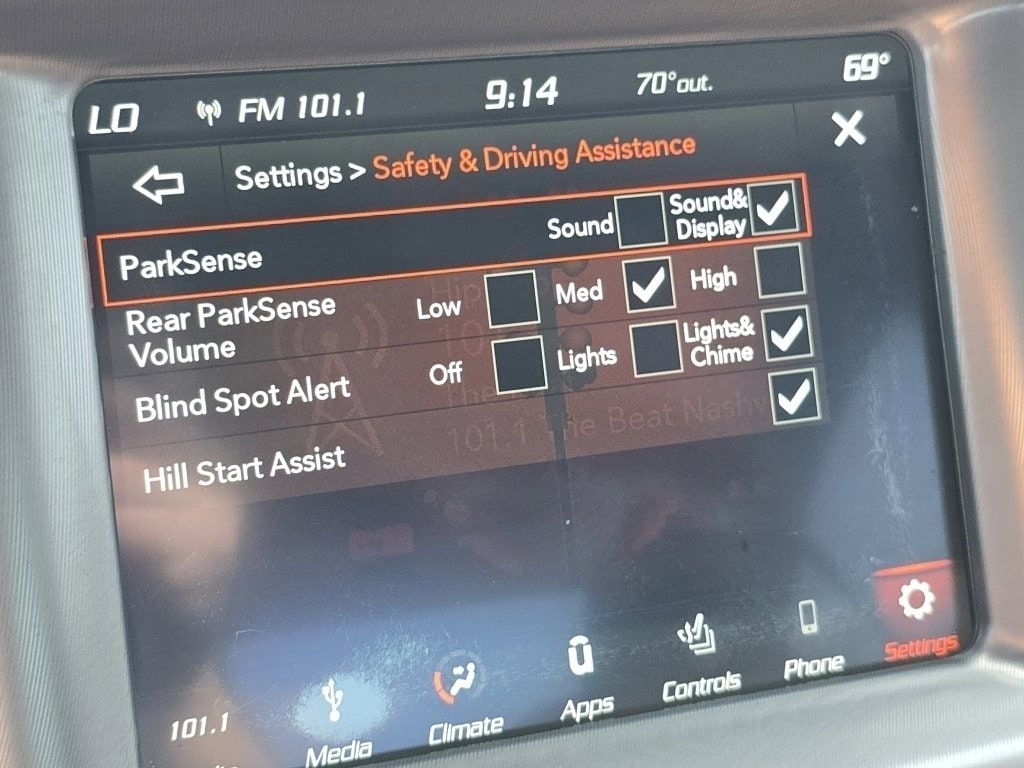 LO FM 101.1 9:14 70° out. 69°
Settings > Safety & Driving Assistance
ParkSense Sound Sound& Display
Rear ParkSense Volume Low Med High
Blind Spot Alert Off Lights Lights& Chime
Hill Start Assist
101.1 The Beat Nashv
101.1 Media Climate Apps Controls Phone Settings